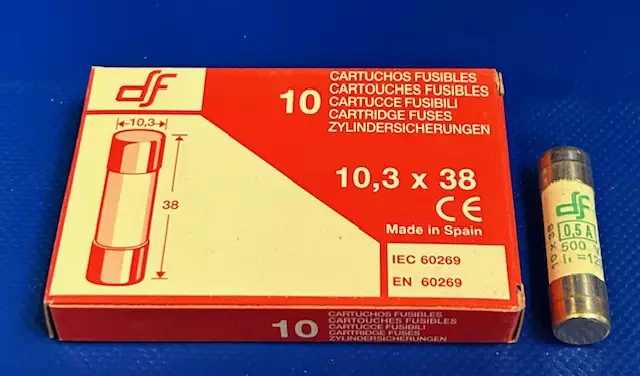 df
10
CARTUCHOS FUSIBLES
CARTOUCHES FUSIBLES
CARTUCCE FUSIBILI
CARTRIDGE FUSES
ZYLINDERSICHERUNGEN
10,3
38
10,3 x 38
CE
Made in Spain
IEC 60269
EN 60269
10
CARTUCHOS FUSIBLES
CARTOUCHES FUSIBLES
CARTUCCE FUSIBILI
CARTRIDGE FUSES
ZYLINDERSICHERUNGEN
df
0,5 A
10 x 38
500 V